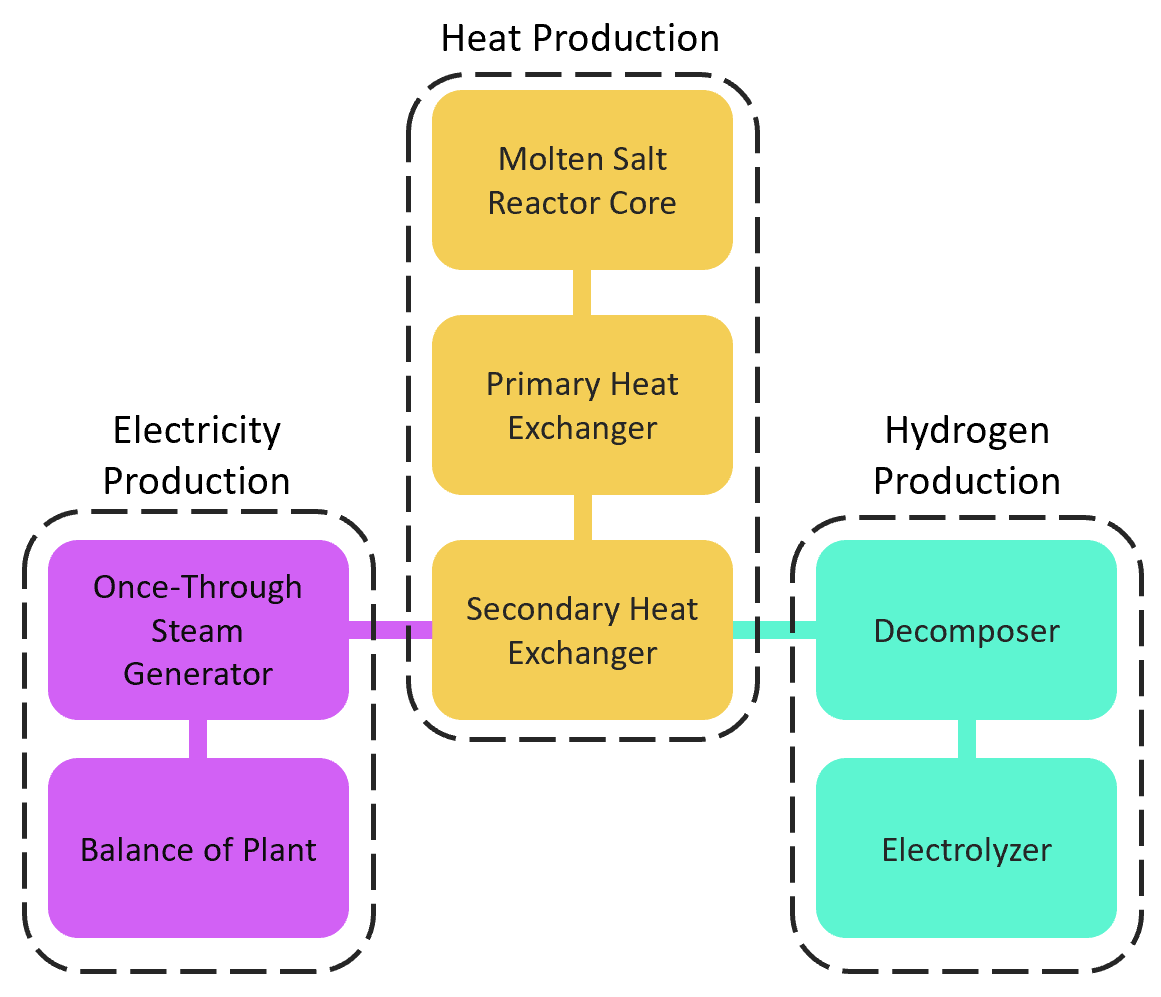 Heat Production
Molten Salt
Reactor Core
Primary Heat
Exchanger
Secondary Heat
Exchanger
Electricity
Production
Once-Through
Steam
Generator
Balance of Plant
Hydrogen
Production
Decomposer
Electrolyzer